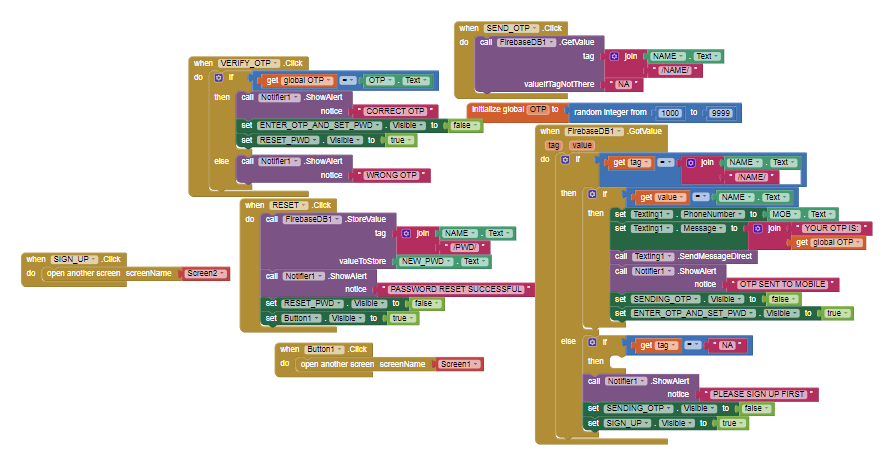 when SEND_OTP .Click
do call FirebaseDB1 .GetValue
tag join NAME . Text
" /NAME/ "
valueIfTagNotThere " NA "
when VERIFY_OTP .Click
do if get global OTP = OTP . Text
then call Notifier1 .ShowAlert
notice " CORRECT OTP "
set ENTER_OTP_AND_SET_PWD . Visible to false
set RESET_PWD . Visible to true
else call Notifier1 .ShowAlert
notice " WRONG OTP "
initialize global OTP to random integer from 1000 to 9999
when FirebaseDB1 .GotValue
tag value
do if get tag = join NAME . Text
" /NAME/ "
then if get value = NAME . Text
then set Texting1 . PhoneNumber to MOB . Text
set Texting1 . Message to join " YOUR OTP IS: "
get global OTP
call Texting1 .SendMessageDirect
call Notifier1 .ShowAlert
notice " OTP SENT TO MOBILE "
set SENDING_OTP . Visible to false
set ENTER_OTP_AND_SET_PWD . Visible to true
else if get tag = " NA "
then
call Notifier1 .ShowAlert
notice " PLEASE SIGN UP FIRST "
set SENDING_OTP . Visible to false
set SIGN_UP . Visible to true
when RESET .Click
do call FirebaseDB1 .StoreValue
tag join NAME . Text
" /PWD/ "
valueToStore NEW_PWD . Text
call Notifier1 .ShowAlert
notice " PASSWORD RESET SUCCESSFUL "
set RESET_PWD . Visible to false
set Button1 . Visible to true
when SIGN_UP .Click
do open another screen screenName Screen2
when Button1 .Click
do open another screen screenName Screen1